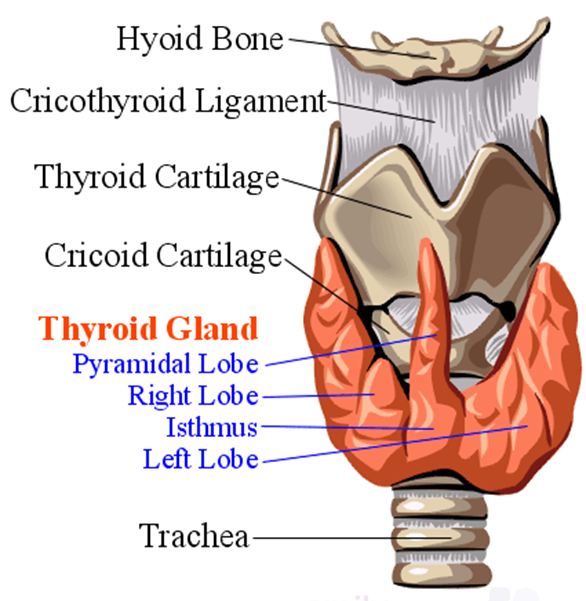 Hyoid Bone
Cricothyroid Ligament
Thyroid Cartilage
Cricoid Cartilage
Thyroid Gland
Pyramidal Lobe
Right Lobe
Isthmus
Left Lobe
Trachea